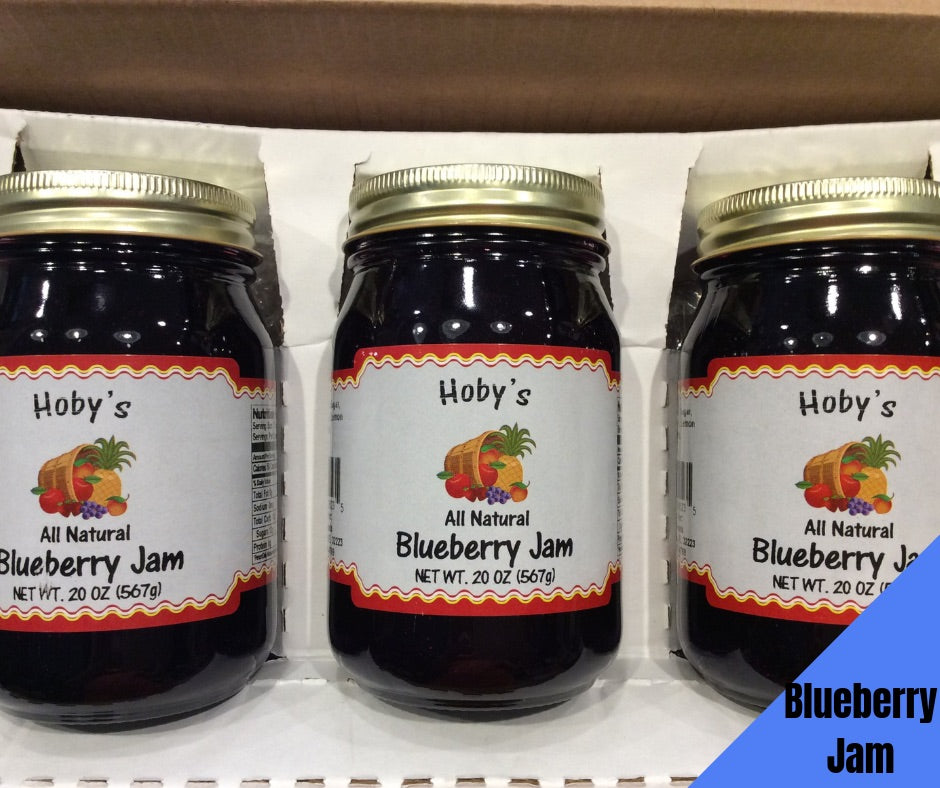 Hoby's
All Natural
Blueberry Jam
NET WT. 20 OZ (567g)
Hoby's
All Natural
Blueberry Jam
NET WT. 20 OZ (567g)
Hoby's
All Natural
Blueberry
NET WT. 20 OZ
Blueberry
Jam